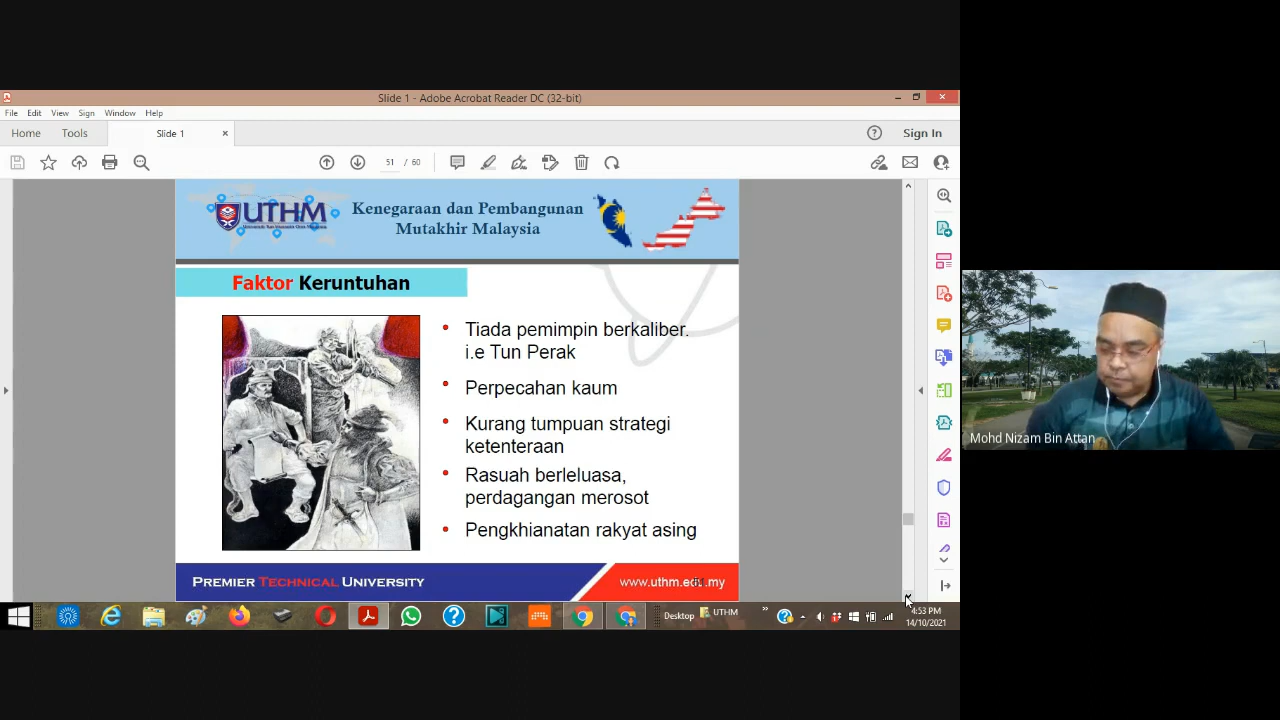 Slide 1 - Adobe Acrobat Reader DC (32-bit)
File Edit View Sign Window Help
Home Tools Slide 1 × Sign In
51 / 60
UTHM
Kenegaraan dan Pembangunan
Mutakhir Malaysia
Faktor Keruntuhan
• Tiada pemimpin berkaliber.
i.e Tun Perak
• Perpecahan kaum
• Kurang tumpuan strategi
ketenteraan
• Rasuah berleluasa,
perdagangan merosot
• Pengkhianatan rakyat asing
PREMIER TECHNICAL UNIVERSITY
www.uthm.edu.my
51
Mohd Nizam Bin Attan
Desktop UTHM
4:53 PM
14/10/2021